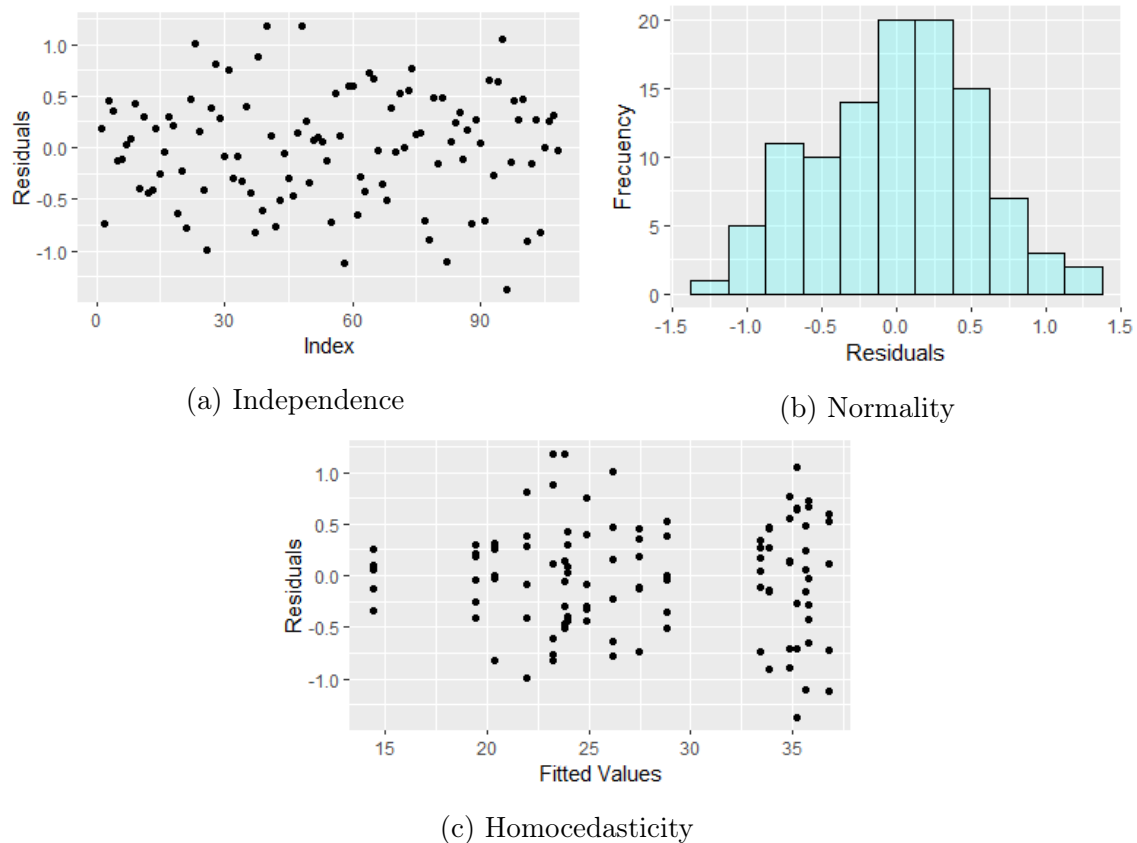 1.0
0.5
0.0
-0.5
-1.0
Residuals
0 30 60 90
Index
(a) Independence
20
15
10
5
0
Frecuency
-1.5 -1.0 -0.5 0.0 0.5 1.0 1.5
Residuals
(b) Normality
1.0
0.5
0.0
-0.5
-1.0
Residuals
15 20 25 30 35
Fitted Values
(c) Homocedasticity